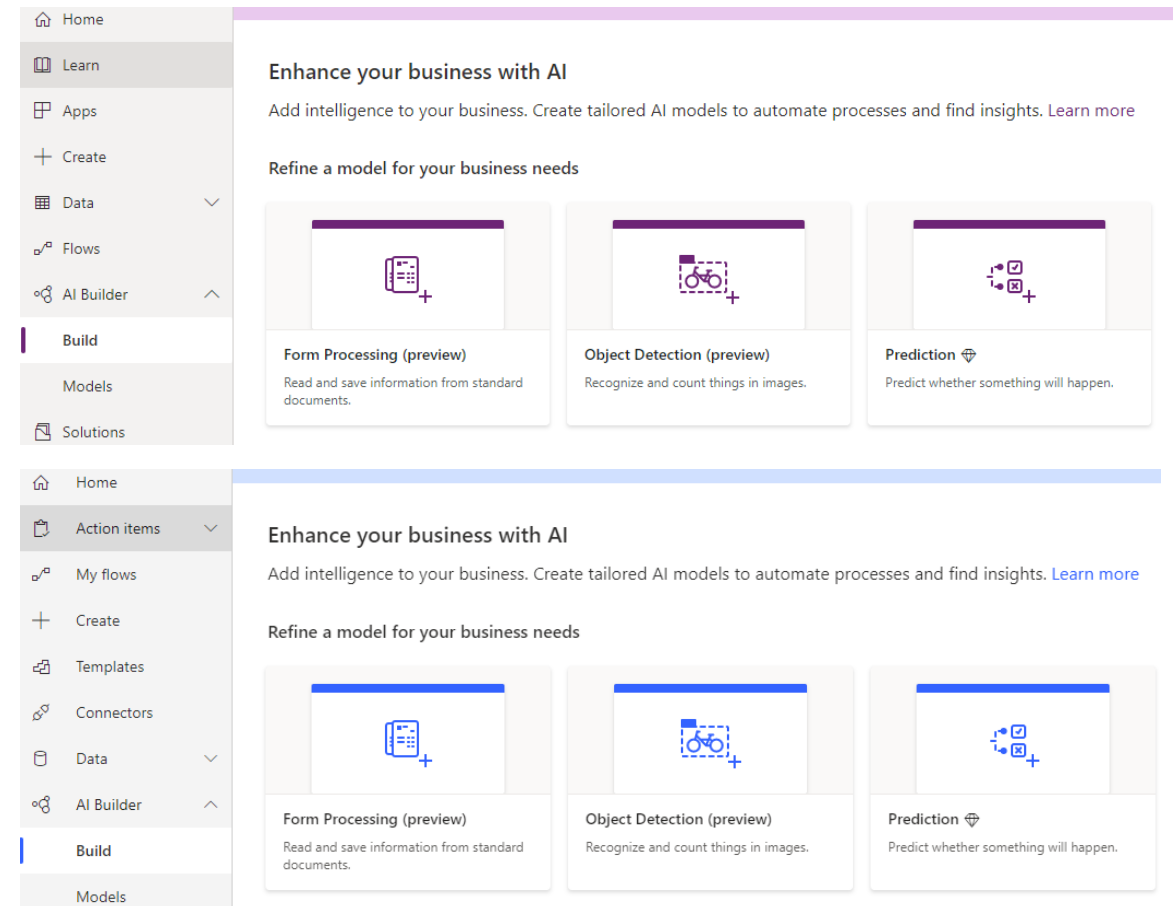 Home
Learn
Apps
Create
Data
Flows
AI Builder
Build
Models
Solutions
Enhance your business with AI
Add intelligence to your business. Create tailored AI models to automate processes and find insights. Learn more
Refine a model for your business needs
Form Processing (preview)
Read and save information from standard
documents.
Object Detection (preview)
Recognize and count things in images.
Prediction
Predict whether something will happen.
Home
Action items
My flows
Create
Templates
Connectors
Data
AI Builder
Build
Models
Enhance your business with AI
Add intelligence to your business. Create tailored AI models to automate processes and find insights. Learn more
Refine a model for your business needs
Form Processing (preview)
Read and save information from standard
documents.
Object Detection (preview)
Recognize and count things in images.
Prediction
Predict whether something will happen.